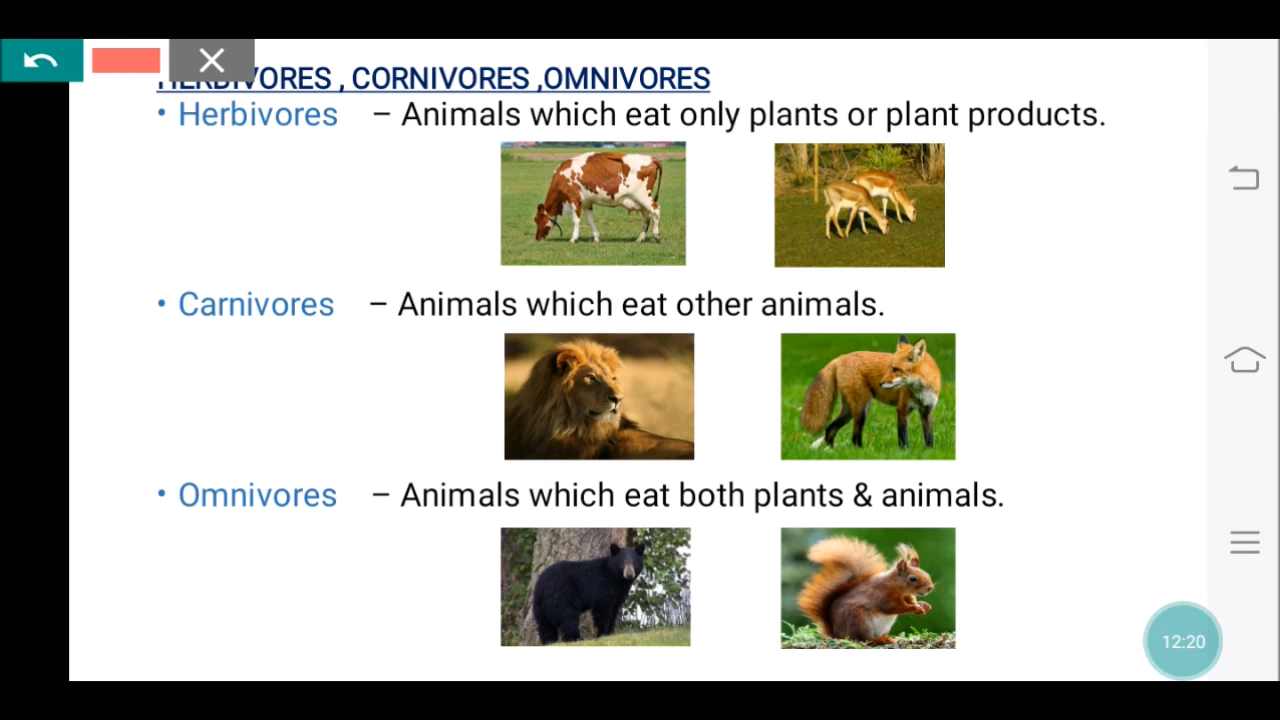 HERBIVORES , CORNIVORES ,OMNIVORES
• Herbivores – Animals which eat only plants or plant products.
• Carnivores – Animals which eat other animals.
• Omnivores – Animals which eat both plants & animals.
12:20